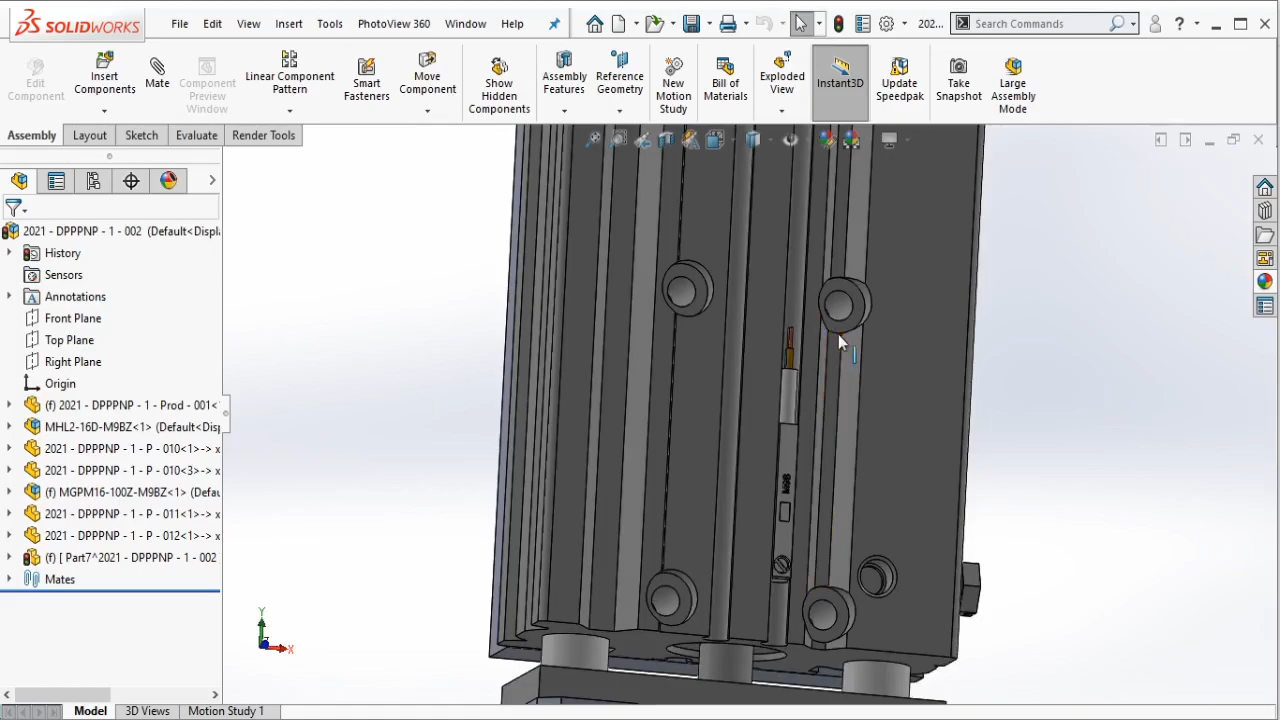 SOLIDWORKS
File Edit View Insert Tools PhotoView 360 Window Help
202...
Search Commands
Edit Component
Insert Components
Mate
Component Preview Window
Linear Component Pattern
Smart Fasteners
Move Component
Show Hidden Components
Assembly Features
Reference Geometry
New Motion Study
Bill of Materials
Exploded View
Instant3D
Update Speedpak
Take Snapshot
Large Assembly Mode
Assembly Layout Sketch Evaluate Render Tools
2021 - DPPPNP - 1 - 002 (Default<Displ
History
Sensors
Annotations
Front Plane
Top Plane
Right Plane
Origin
(f) 2021 - DPPPNP - 1 - Prod - 001<
MHL2-16D-M9BZ<1> (Default<Disp
2021 - DPPPNP - 1 - P - 010<1>-> x
2021 - DPPPNP - 1 - P - 010<3>-> x
(f) MGPM16-100Z-M9BZ<1> (Defau
2021 - DPPPNP - 1 - P - 011<1>-> x
2021 - DPPPNP - 1 - P - 012<1>-> x
(f) [ Part7^2021 - DPPPNP - 1 - 002
Mates
Y
X
Model 3D Views Motion Study 1